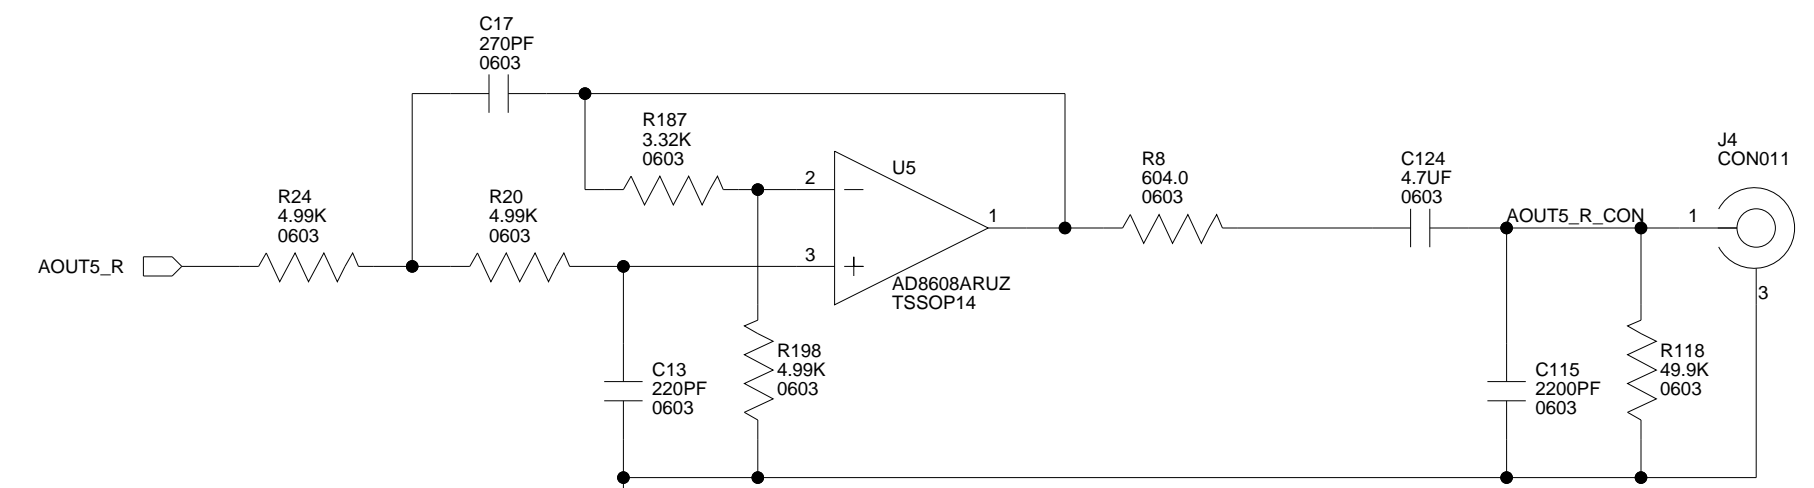 C17
270PF
0603
R187
3.32K
0603
U5
2
3
1
AD8608ARUZ
TSSOP14
R24
4.99K
0603
R20
4.99K
0603
AOUT5_R
R8
604.0
0603
C124
4.7UF
0603
J4
CON011
AOUT5_R_CON
1
3
C13
220PF
0603
R198
4.99K
0603
C115
2200PF
0603
R118
49.9K
0603